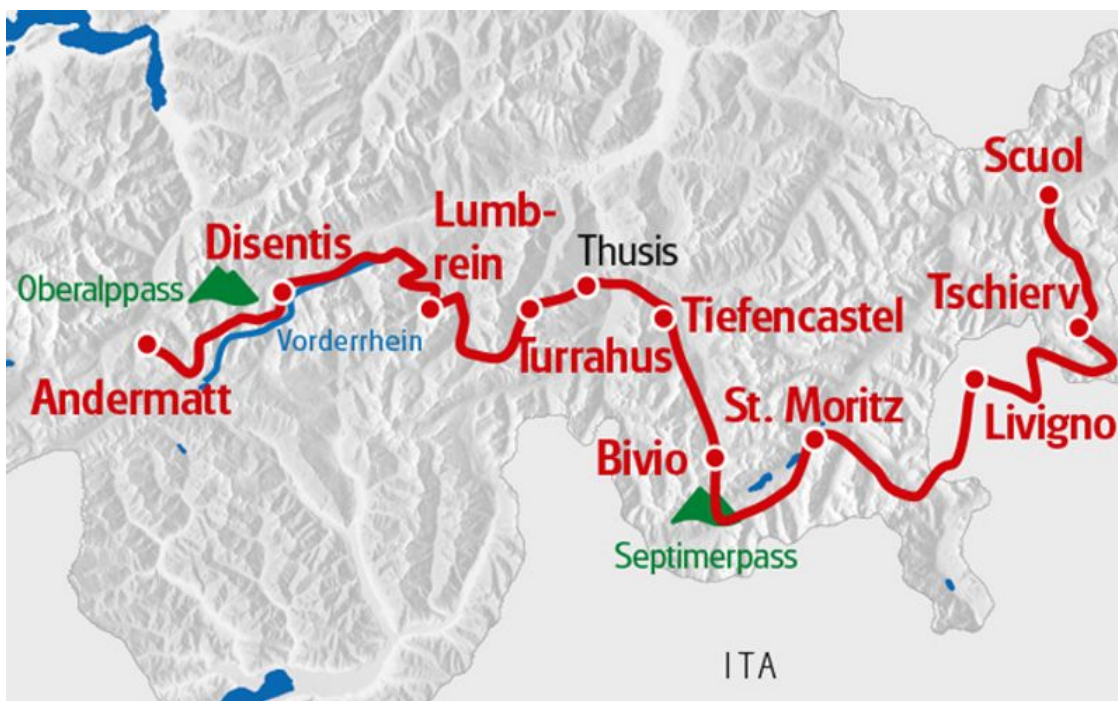 Scuol
Lumb-
rein
Disentis
Thusis
Oberalppass
Tschierv
Tiefencastel
Vorderrhein
Turrahus
Andermatt
St. Moritz
Livigno
Bivio
Septimerpass
ITA